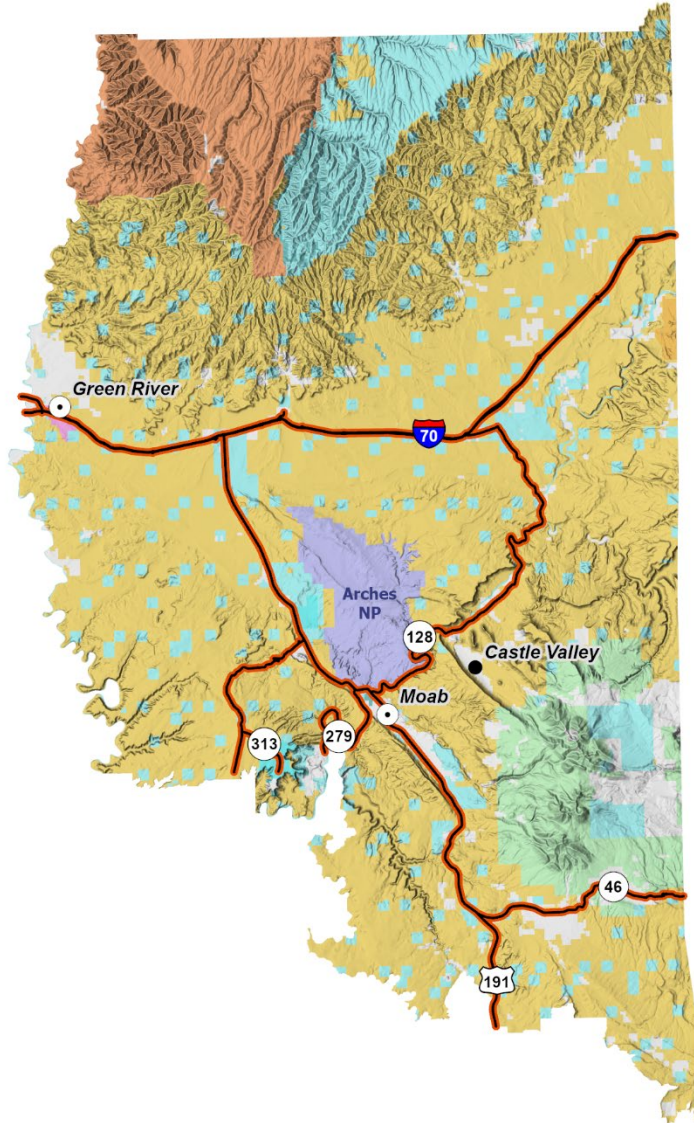 Green River
70
Arches
NP
128
Castle Valley
Moab
313
279
46
191